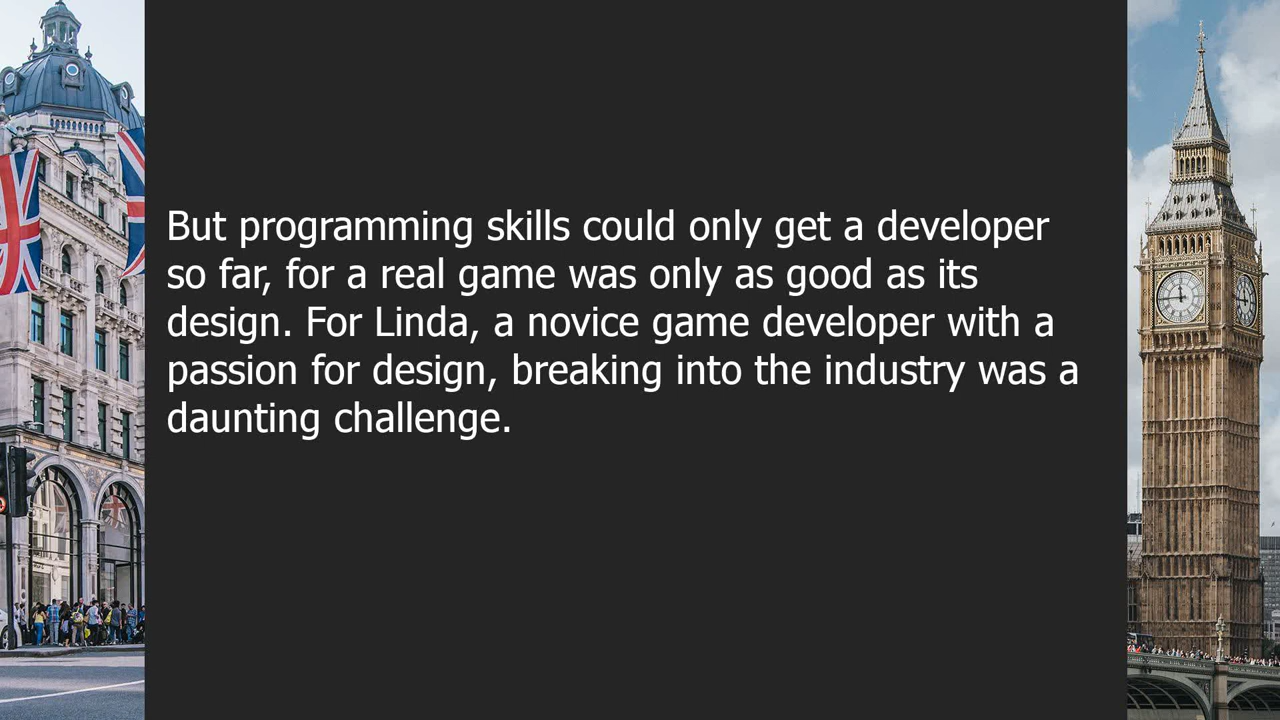 But programming skills could only get a developer
so far, for a real game was only as good as its
design. For Linda, a novice game developer with a
passion for design, breaking into the industry was a
daunting challenge.